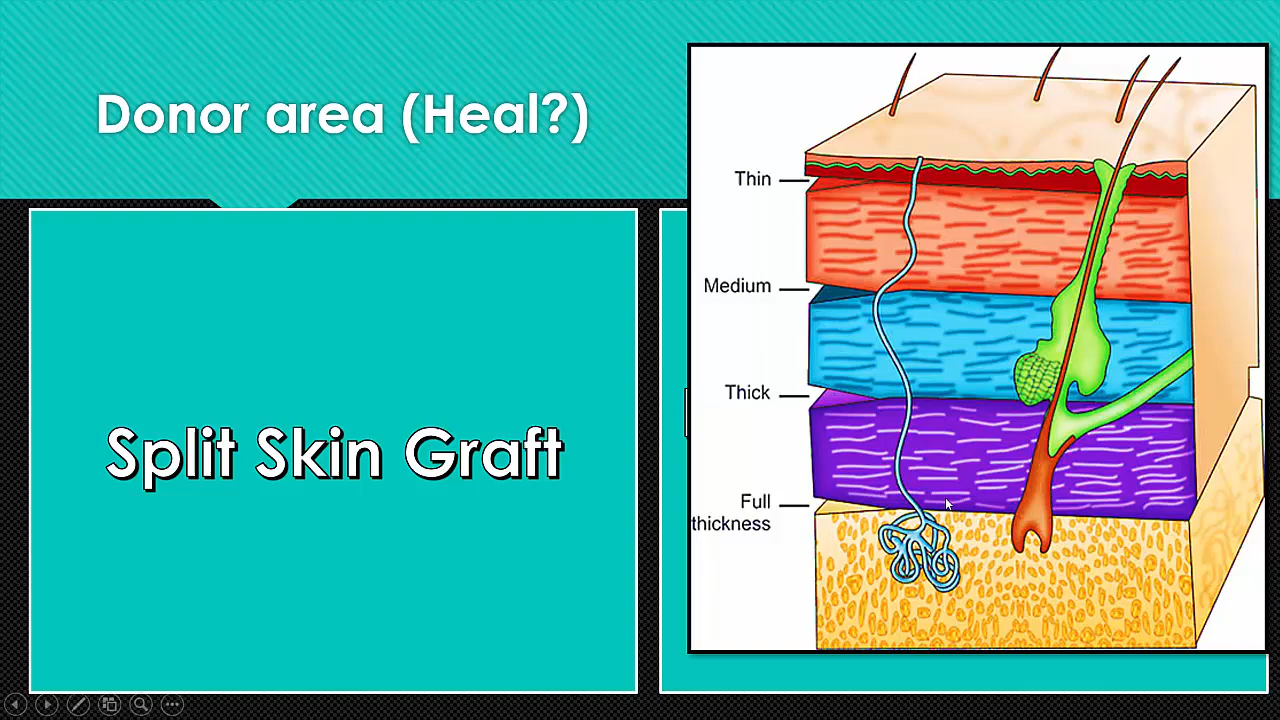 Donor area (Heal?)
Split Skin Graft
Thin
Medium
Thick
Full
thickness